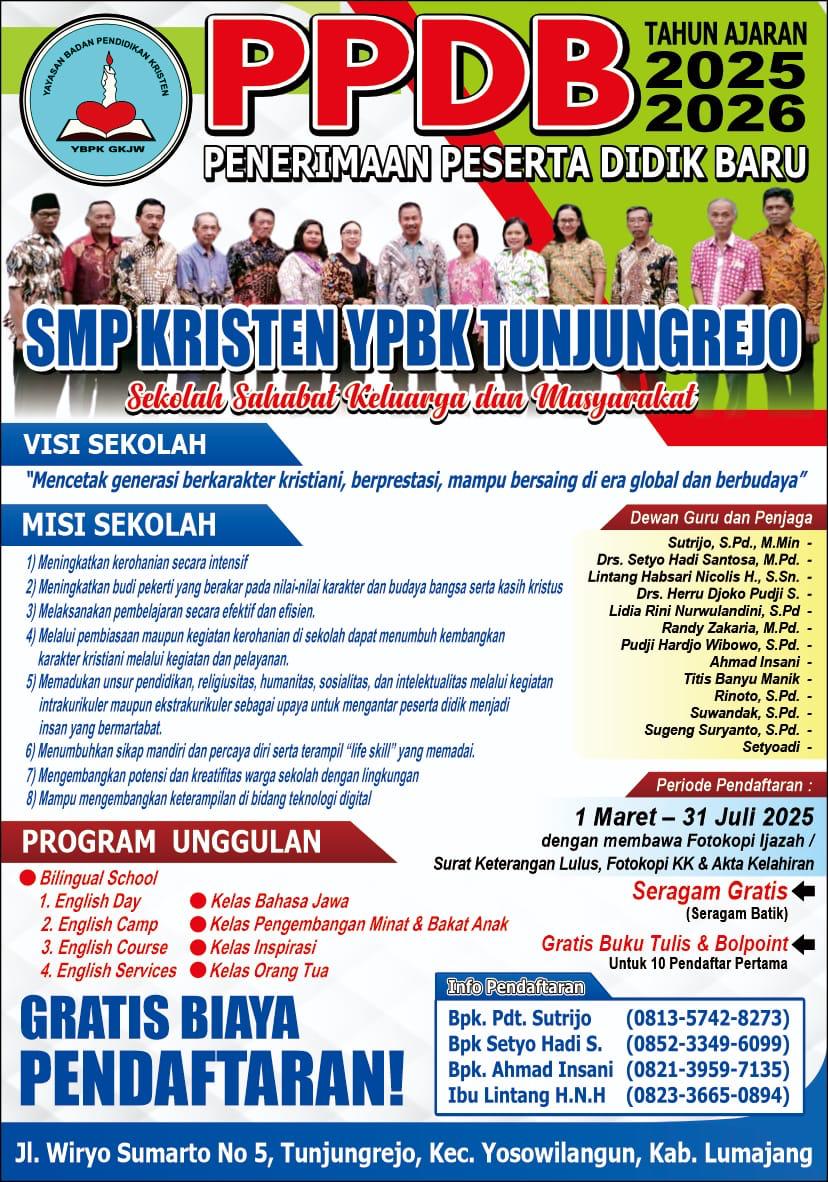 YAYASAN BADAN PENDIDIKAN KRISTEN
YBPK GKJW
PPDB
TAHUN AJARAN
2025
2026
PENERIMAAN PESERTA DIDIK BARU
SMP KRISTEN YPBK TUNJUNGREJO
Sekolah Sahabat Keluarga dan Masyarakat
VISI SEKOLAH
"Mencetak generasi berkarakter kristiani, berprestasi, mampu bersaing di era global dan berbudaya"
MISI SEKOLAH
1) Meningkatkan kerohanian secara intensif
2) Meningkatkan budi pekerti yang berakar pada nilai-nilai karakter dan budaya bangsa serta kasih kristus
3) Melaksanakan pembelajaran secara efektif dan efisien.
4) Melalui pembiasaan maupun kegiatan kerohanian di sekolah dapat menumbuh kembangkan
karakter kristiani melalui kegiatan dan pelayanan.
5) Memadukan unsur pendidikan, religiusitas, humanitas, sosialitas, dan intelektualitas melalui kegiatan
intrakurikuler maupun ekstrakurikuler sebagai upaya untuk mengantar peserta didik menjadi
insan yang bermartabat.
6) Menumbuhkan sikap mandiri dan percaya diri serta terampil "life skill" yang memadai.
7) Mengembangkan potensi dan kreatifitas warga sekolah dengan lingkungan
8) Mampu mengembangkan keterampilan di bidang teknologi digital
Dewan Guru dan Penjaga
Sutrijo, S.Pd., M.Min -
Drs. Setyo Hadi Santosa, M.Pd. -
Lintang Habsari Nicolis H., S.Sn. -
Drs. Herru Djoko Pudji S. -
Lidia Rini Nurwulandini, S.Pd -
Randy Zakaria, M.Pd. -
Pudji Hardjo Wibowo, S.Pd. -
Ahmad Insani -
Titis Banyu Manik -
Rinoto, S.Pd. -
Suwandak, S.Pd. -
Sugeng Suryanto, S.Pd. -
Setyoadi -
Periode Pendaftaran :
1 Maret – 31 Juli 2025
dengan membawa Fotokopi Ijazah /
Surat Keterangan Lulus, Fotokopi KK & Akta Kelahiran
Seragam Gratis
(Seragam Batik)
Gratis Buku Tulis & Bolpoint
Untuk 10 Pendaftar Pertama
PROGRAM UNGGULAN
● Bilingual School
1. English Day
2. English Camp
3. English Course
4. English Services
● Kelas Bahasa Jawa
● Kelas Pengembangan Minat & Bakat Anak
● Kelas Inspirasi
● Kelas Orang Tua
GRATIS BIAYA
PENDAFTARAN!
Info Pendaftaran
Bpk. Pdt. Sutrijo (0813-5742-8273)
Bpk Setyo Hadi S. (0852-3349-6099)
Bpk. Ahmad Insani (0821-3959-7135)
Ibu Lintang H.N.H (0823-3665-0894)
Jl. Wiryo Sumarto No 5, Tunjungrejo, Kec. Yosowilangun, Kab. Lumajang